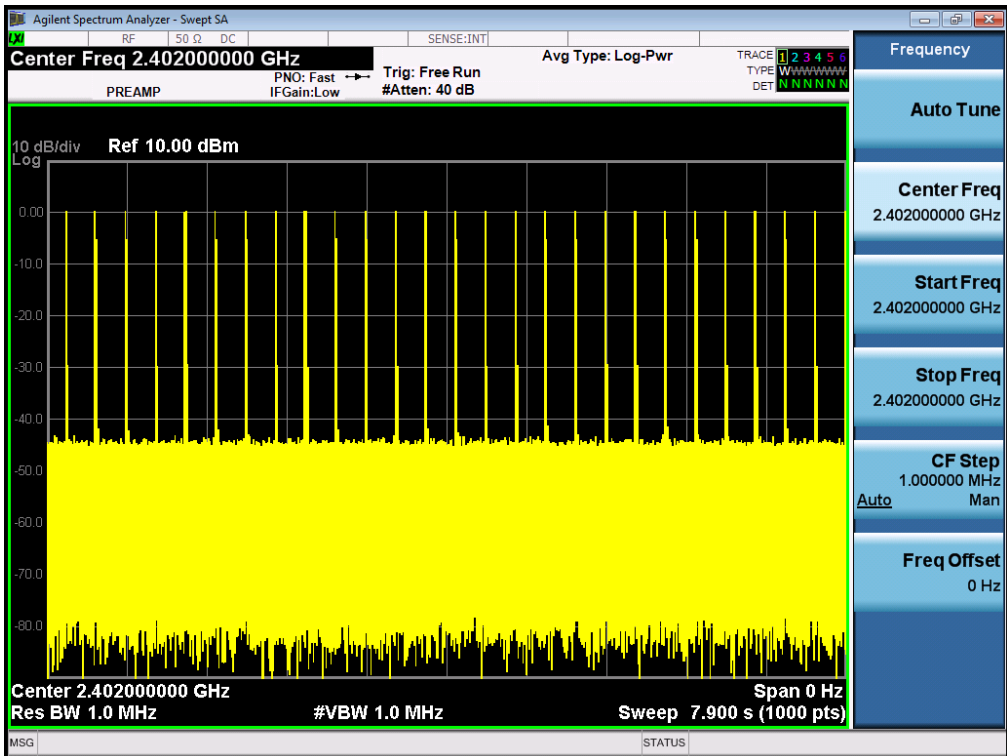 Agilent Spectrum Analyzer - Swept SA
LXI RF 50 Ω DC SENSE:INT
Center Freq 2.402000000 GHz
PREAMP
PNO: Fast
IFGain:Low
Trig: Free Run
#Atten: 40 dB
Avg Type: Log-Pwr
TRACE 1 2 3 4 5 6
TYPE WWWWWW
DET N N N N N N
10 dB/div Ref 10.00 dBm
Log
0.00
-10.0
-20.0
-30.0
-40.0
-50.0
-60.0
-70.0
-80.0
Center 2.402000000 GHz Span 0 Hz
Res BW 1.0 MHz #VBW 1.0 MHz Sweep 7.900 s (1000 pts)
MSG STATUS
Frequency
Auto Tune
Center Freq
2.402000000 GHz
Start Freq
2.402000000 GHz
Stop Freq
2.402000000 GHz
CF Step
1.000000 MHz
Auto Man
Freq Offset
0 Hz